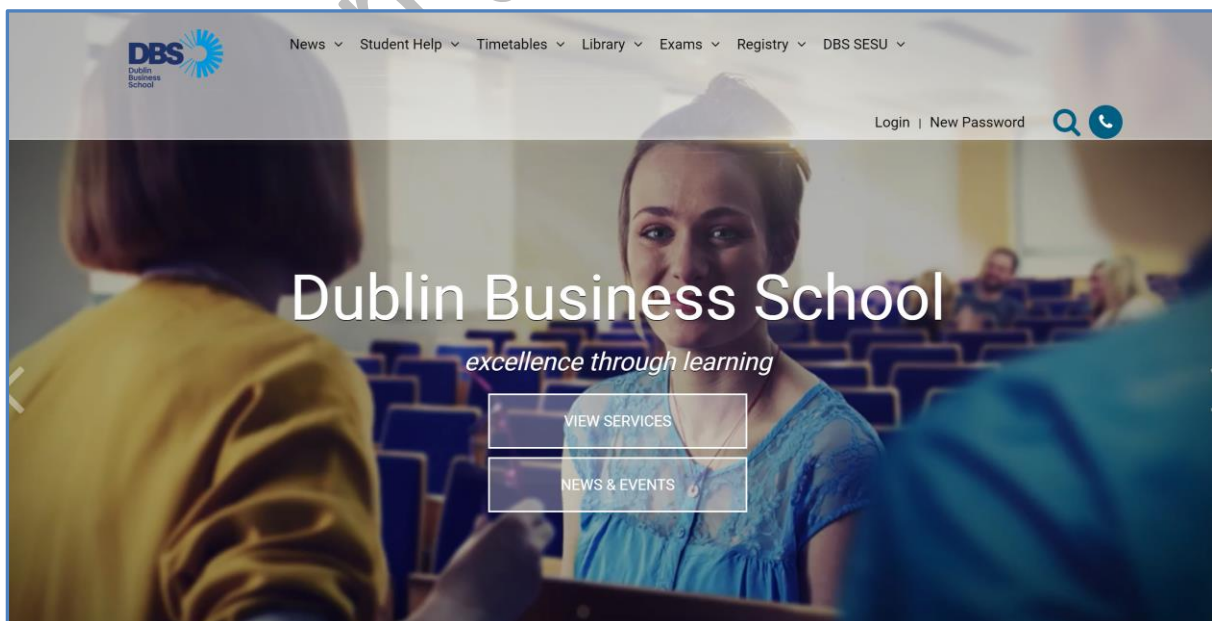 DBS
Dublin
Business
School
News Student Help Timetables Library Exams Registry DBS SESU
Login | New Password
Dublin Business School
excellence through learning
VIEW SERVICES
NEWS & EVENTS